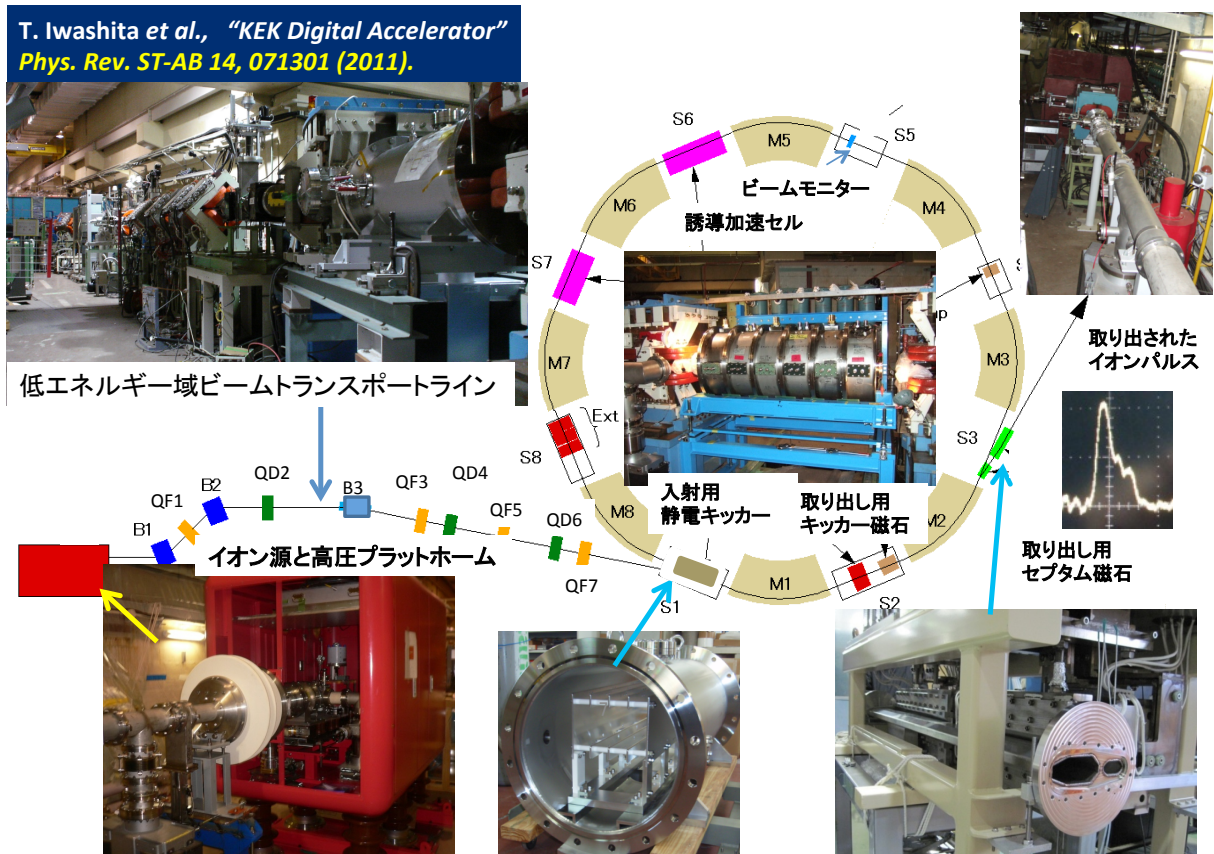 T. Iwashita et al., “KEK Digital Accelerator”
Phys. Rev. ST-AB 14, 071301 (2011).
低エネルギー域ビームトランスポートライン
S6
M5
S5
ビームモニター
M6
誘導加速セル
M4
S7
M7
M3
取り出された
イオンパルス
Ext
S8
S3
B1
QF1
B2
QD2
B3
QF3
QD4
QF5
QD6
QF7
イオン源と高圧プラットホーム
M8
入射用
静電キッカー
取り出し用
キッカー磁石
M2
取り出し用
セプタム磁石
S1
M1
S2